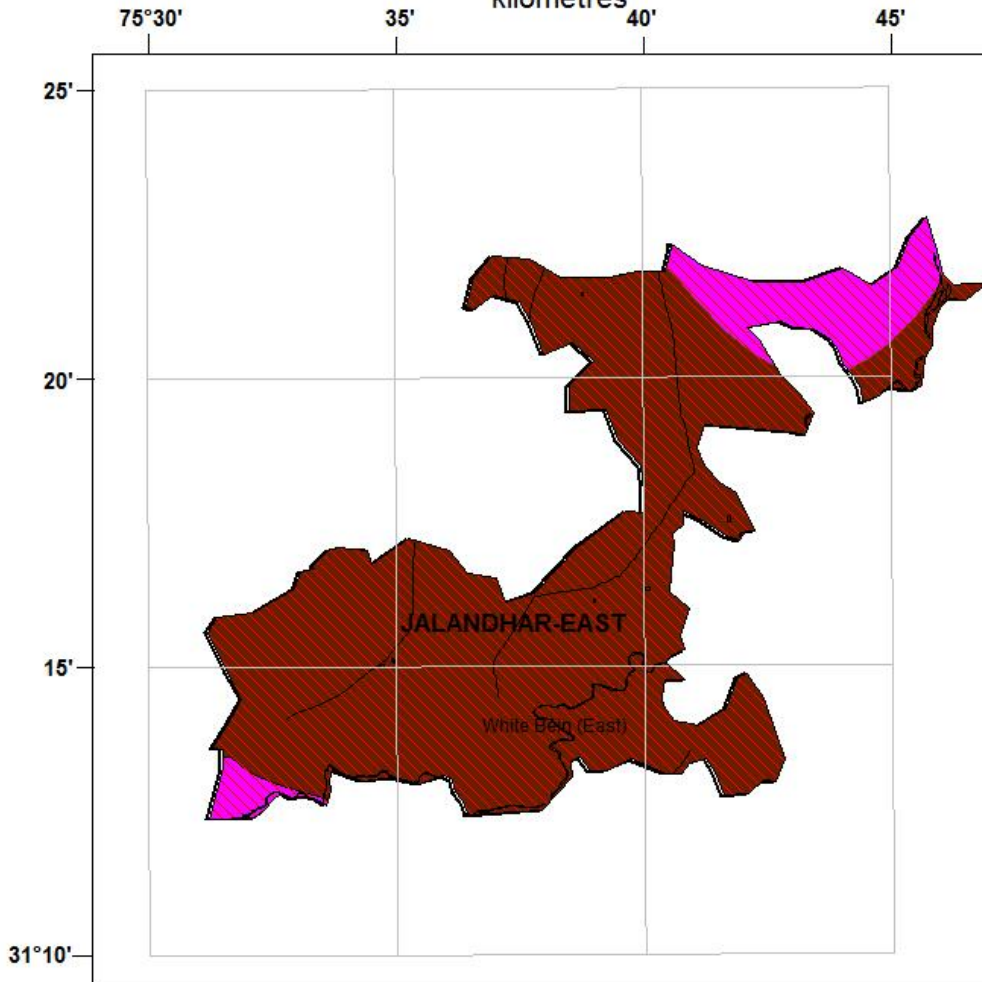 kilometres
75°30' 35' 40' 45'
25'
20'
JALANDHAR-EAST
15'
White Bein (East)
31°10'